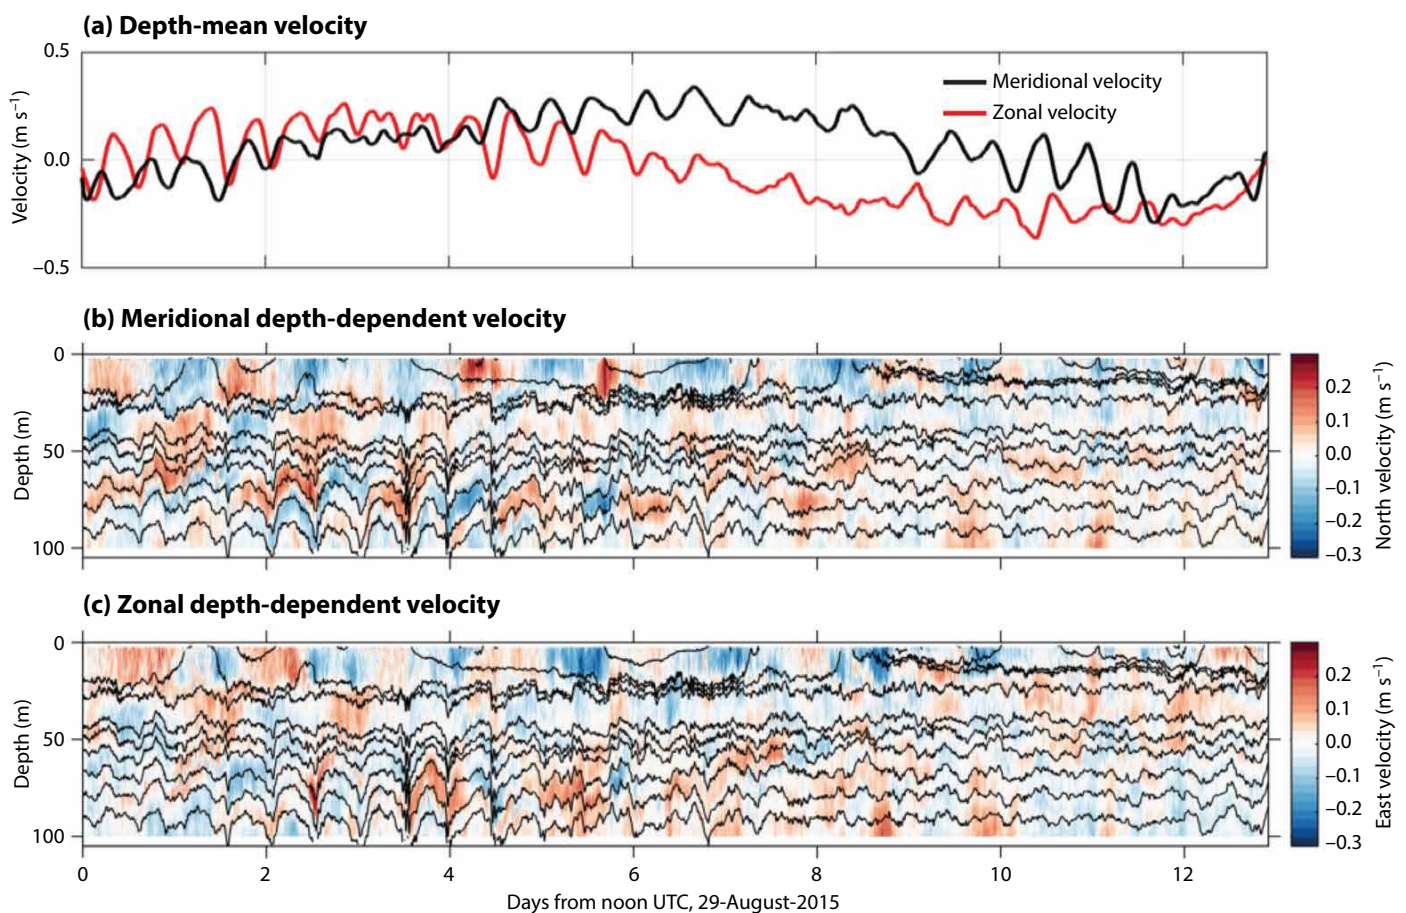 (a) Depth-mean velocity
0.5
0.0
–0.5
Velocity (m s⁻¹)
Meridional velocity
Zonal velocity
(b) Meridional depth-dependent velocity
0
50
100
Depth (m)
0.2
0.1
0.0
–0.1
–0.2
–0.3
North velocity (m s⁻¹)
(c) Zonal depth-dependent velocity
0
50
100
Depth (m)
0.2
0.1
0.0
–0.1
–0.2
–0.3
East velocity (m s⁻¹)
0 2 4 6 8 10 12
Days from noon UTC, 29-August-2015